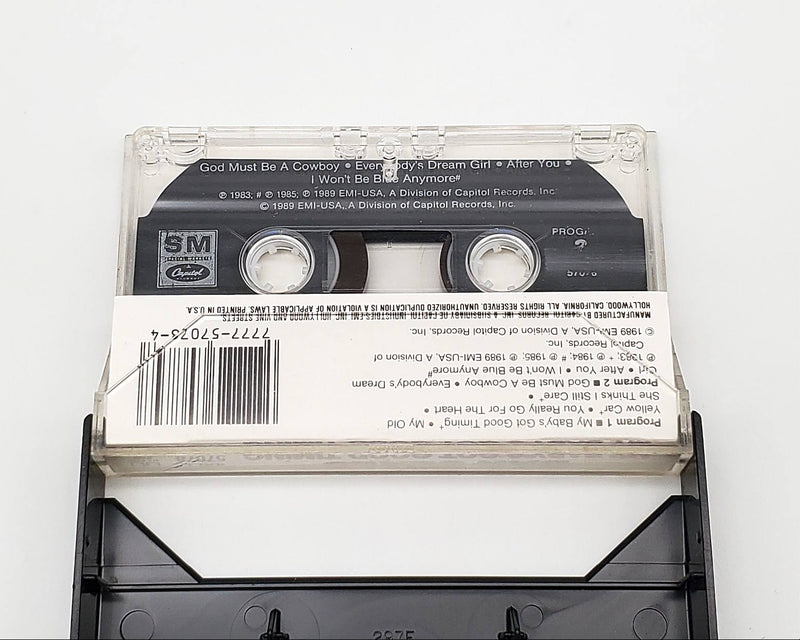 God Must Be A Cowboy • Everybody's Dream Girl • After You •
I Won't Be Blue Anymore#
℗ 1983; # ℗ 1985; ℗ 1989 EMI-USA, A Division of Capitol Records, Inc.
© 1989 EMI-USA, A Division of Capitol Records, Inc.
SM
SPECIAL MARKETS
Capitol
2
Program 1 ■ My Baby's Got Good Timing* • My Old
Yellow Car* • You Really Go For The Heart •
She Thinks I Still Care*
Program 2 ■ God Must Be A Cowboy • Everybody's Dream
Girl • After You • I Won't Be Blue Anymore#
℗ 1983; + ℗ 1984; # ℗ 1985; ℗ 1989 EMI-USA, A Division of
Capitol Records, Inc.
© 1989 EMI-USA, A Division of Capitol Records, Inc.
MANUFACTURED BY CAPITOL RECORDS, INC. A SUBSIDIARY OF CAPITOL INDUSTRIES-EMI, INC. HOLLYWOOD AND VINE STREETS,
HOLLYWOOD, CALIFORNIA. ALL RIGHTS RESERVED. UNAUTHORIZED DUPLICATION IS A VIOLATION OF APPLICABLE LAWS. PRINTED IN U.S.A.
7777-57073-4